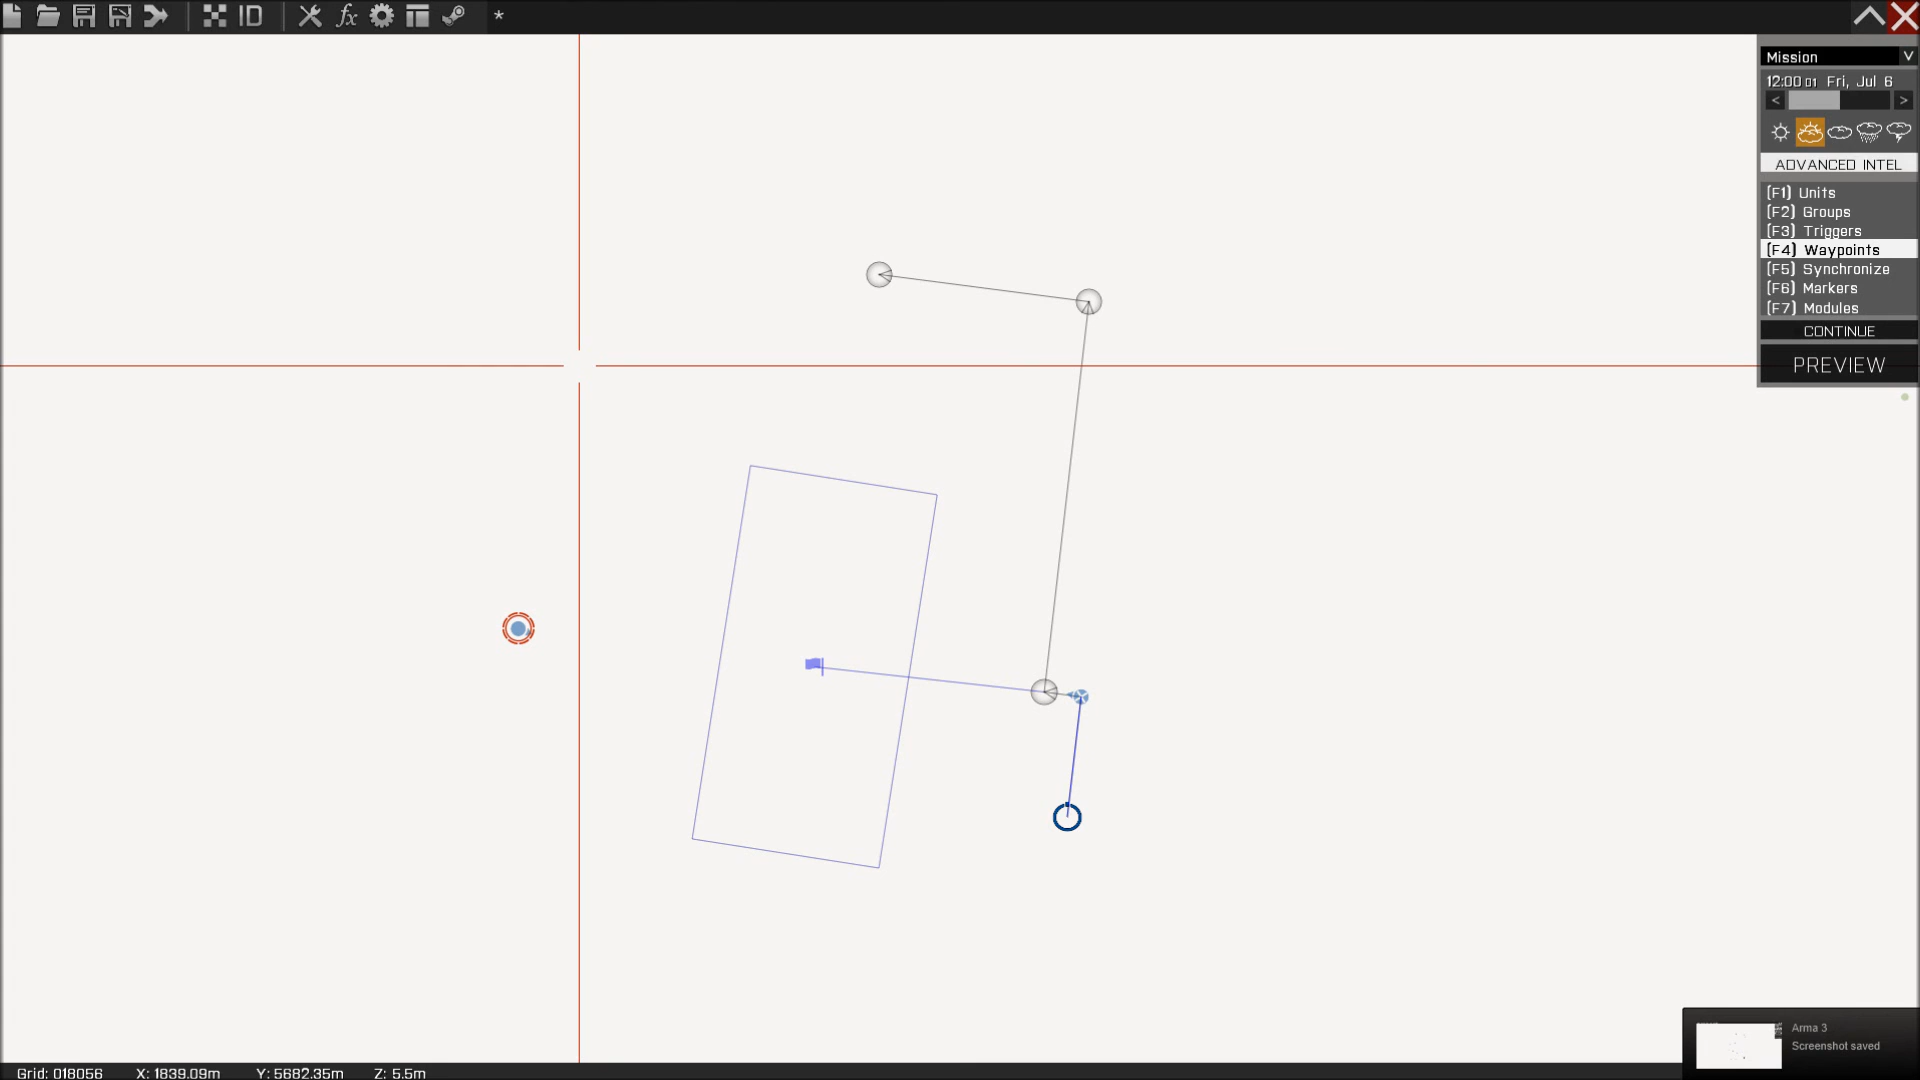 ID fx *
Mission V
12:00 01 Fri, Jul 6
< >
ADVANCED INTEL
(F1) Units
(F2) Groups
(F3) Triggers
(F4) Waypoints
(F5) Synchronize
(F6) Markers
(F7) Modules
CONTINUE
PREVIEW
Arma 3
Screenshot saved
Grid: 018056 X: 1839.09m Y: 5682.35m Z: 5.5m